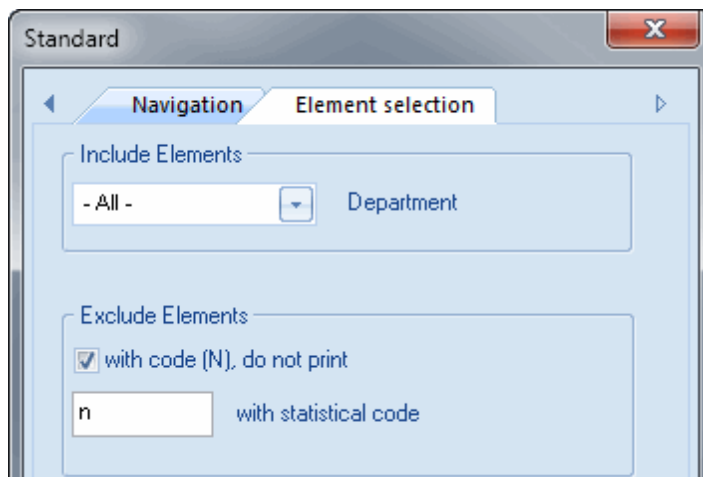 Standard
Navigation Element selection
Include Elements
- All - Department
Exclude Elements
with code (N), do not print
n with statistical code